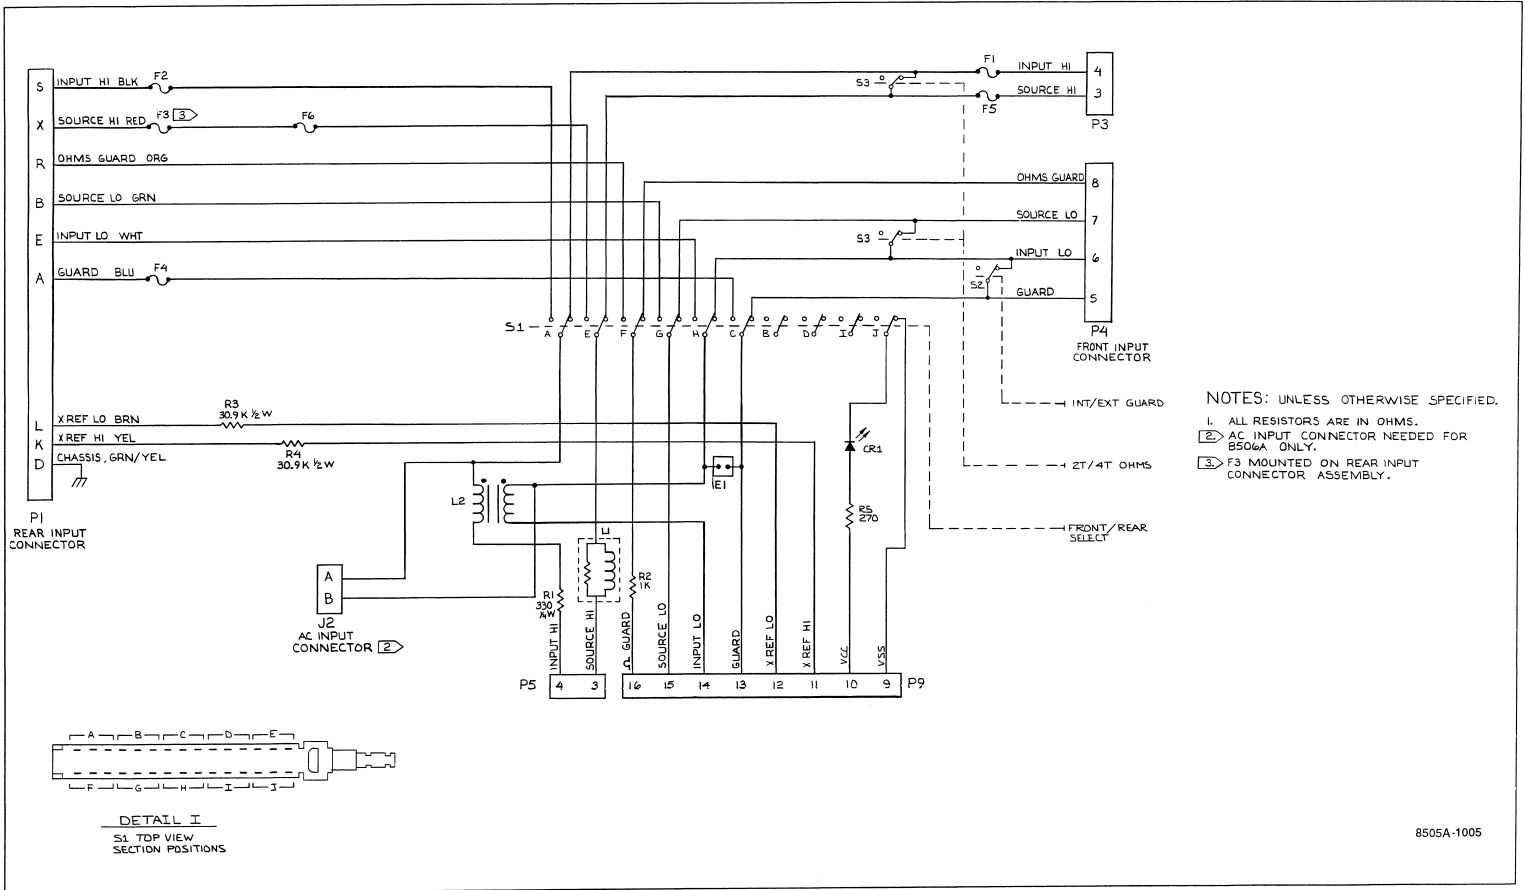 S INPUT HI BLK F2
X SOURCE HI RED F3 3 F6
R OHMS GUARD ORG
B SOURCE LO GRN
E INPUT LO WHT
A GUARD BLU F4
L X REF LO BRN R3
30.9K ½W
K X REF HI YEL R4
30.9K ½W
D CHASSIS, GRN/YEL
P1
REAR INPUT
CONNECTOR
F1 INPUT HI 4
S3
F5 SOURCE HI 3
P3
OHMS GUARD 8
SOURCE LO 7
S3
INPUT LO 6
S2
GUARD 5
P4
FRONT INPUT
CONNECTOR
S1 A E F G H C B D I J
INT/EXT GUARD
2T/4T OHMS
FRONT/REAR
SELECT
CR1
R5
270
E1
L2
L1
R2
1K
R1
330
¼W
A
B
J2
AC INPUT
CONNECTOR 2
INPUT HI
SOURCE HI
Ω GUARD
SOURCE LO
INPUT LO
GUARD
X REF LO
X REF HI
VCC
VSS
P5 4 3 16 15 14 13 12 11 10 9 P9
NOTES: UNLESS OTHERWISE SPECIFIED.
1. ALL RESISTORS ARE IN OHMS.
2. AC INPUT CONNECTOR NEEDED FOR
8506A ONLY.
3. F3 MOUNTED ON REAR INPUT
CONNECTOR ASSEMBLY.
A B C D E
F G H I J
DETAIL I
S1 TOP VIEW
SECTION POSITIONS
8505A-1005